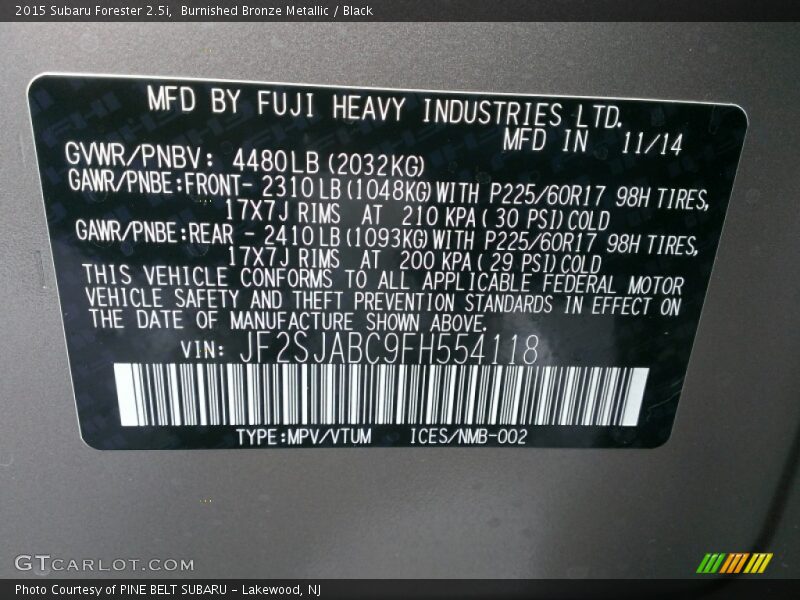 2015 Subaru Forester 2.5i,  Burnished Bronze Metallic / Black
MFD BY FUJI HEAVY INDUSTRIES LTD.
MFD IN 11/14
GVWR/PNBV: 4480LB (2032KG)
GAWR/PNBE:FRONT- 2310 LB (1048KG) WITH P225/60R17 98H TIRES,
17X7J RIMS AT 210 KPA ( 30 PSI) COLD
GAWR/PNBE:REAR - 2410 LB (1093KG) WITH P225/60R17 98H TIRES,
17X7J RIMS AT 200 KPA ( 29 PSI) COLD
THIS VEHICLE CONFORMS TO ALL APPLICABLE FEDERAL MOTOR
VEHICLE SAFETY AND THEFT PREVENTION STANDARDS IN EFFECT ON
THE DATE OF MANUFACTURE SHOWN ABOVE.
VIN: JF2SJABC9FH554118
TYPE:MPV/VTUM ICES/NMB-002
GTCARLOT.COM
Photo Courtesy of PINE BELT SUBARU – Lakewood, NJ